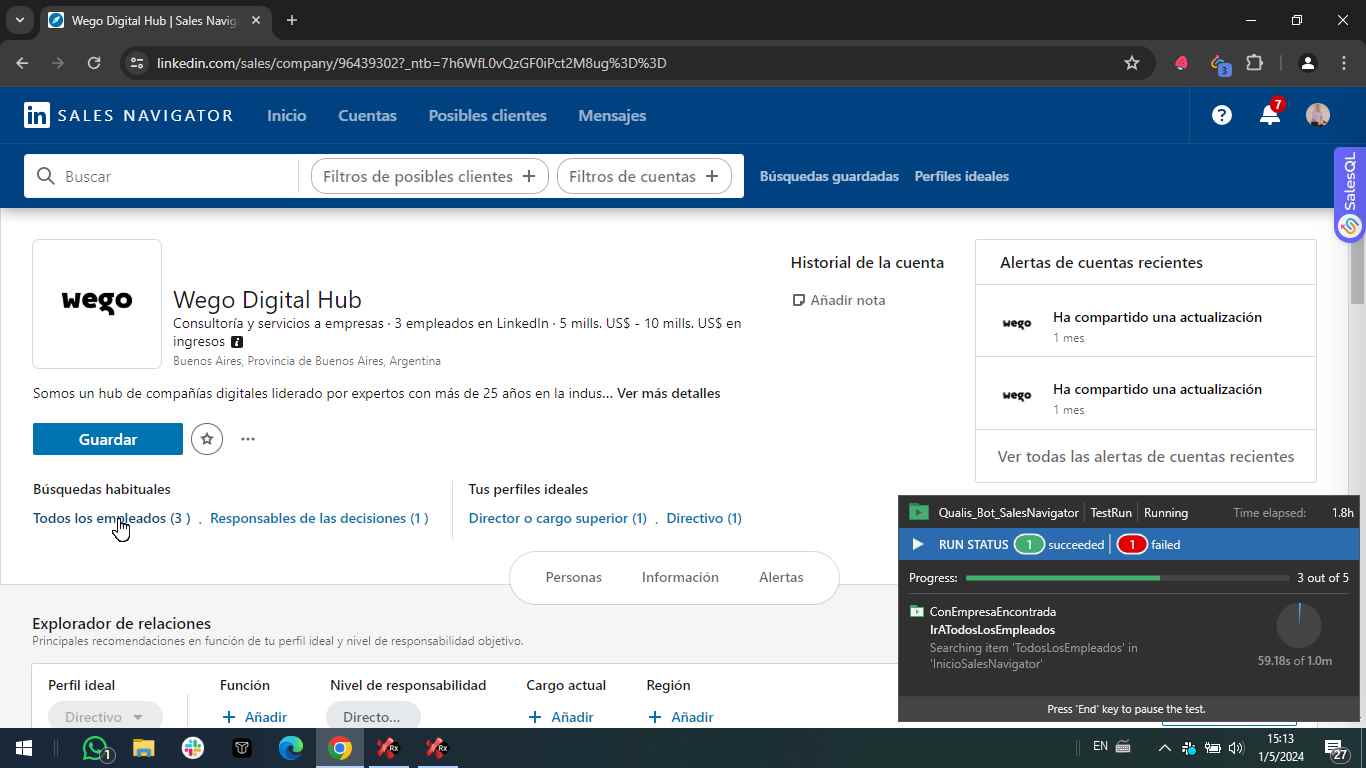 Wego Digital Hub | Sales Navig
linkedin.com/sales/company/96439302?_ntb=7h6WfL0vQzGF0iPct2M8ug%3D%3D
3
in SALES NAVIGATOR
Inicio
Cuentas
Posibles clientes
Mensajes
7
Buscar
Filtros de posibles clientes +
Filtros de cuentas +
Búsquedas guardadas
Perfiles ideales
SalesQL
wego
Wego Digital Hub
Consultoría y servicios a empresas · 3 empleados en LinkedIn · 5 mills. US$ - 10 mills. US$ en
ingresos
Buenos Aires, Provincia de Buenos Aires, Argentina
Somos un hub de compañías digitales liderado por expertos con más de 25 años en la indus... Ver más detalles
Guardar
Historial de la cuenta
Añadir nota
Alertas de cuentas recientes
wego
Ha compartido una actualización
1 mes
wego
Ha compartido una actualización
1 mes
Ver todas las alertas de cuentas recientes
Búsquedas habituales
Todos los empleados (3 ) . Responsables de las decisiones (1 )
Tus perfiles ideales
Director o cargo superior (1) . Directivo (1)
Personas
Información
Alertas
Explorador de relaciones
Principales recomendaciones en función de tu perfil ideal y nivel de responsabilidad objetivo.
Perfil ideal
Directivo
Función
+ Añadir
Nivel de responsabilidad
Directo...
Cargo actual
+ Añadir
Región
+ Añadir
Qualis_Bot_SalesNavigator
TestRun
Running
Time elapsed:
1.8h
RUN STATUS 1 succeeded 1 failed
Progress:
3 out of 5
ConEmpresaEncontrada
IrATodosLosEmpleados
Searching item 'TodosLosEmpleados' in
'InicioSalesNavigator'
59.18s of 1.0m
Press 'End' key to pause the test.
1
Rx
Rx
EN
15:13
1/5/2024
27